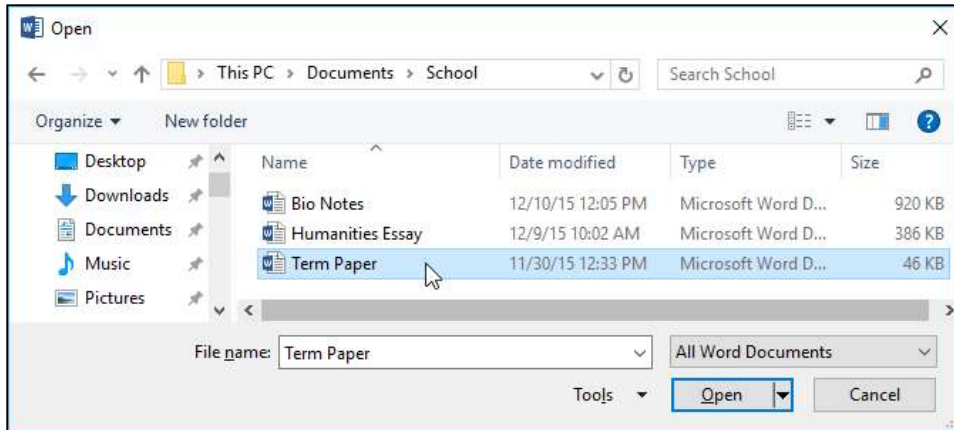 Open
This PC > Documents > School
Search School
Organize
New folder
Name Date modified Type Size
Desktop
Downloads
Documents
Music
Pictures
Bio Notes 12/10/15 12:05 PM Microsoft Word D... 920 KB
Humanities Essay 12/9/15 10:02 AM Microsoft Word D... 386 KB
Term Paper 11/30/15 12:33 PM Microsoft Word D... 46 KB
File name: Term Paper
All Word Documents
Tools
Open
Cancel